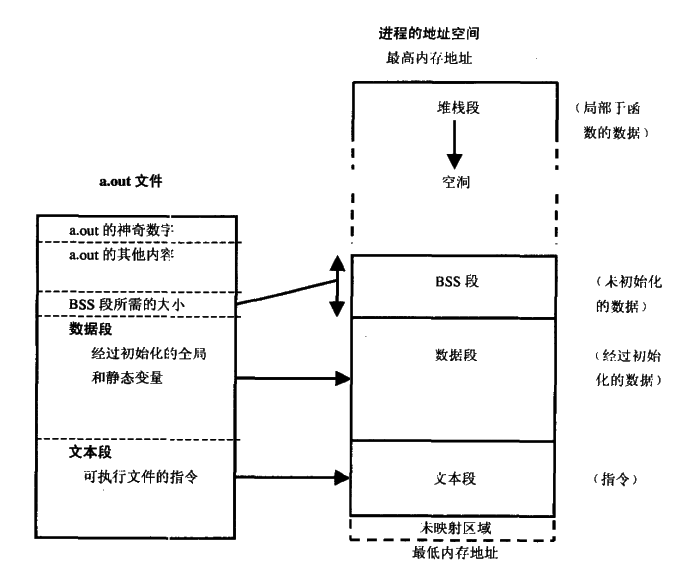 进程的地址空间
最高内存地址
堆栈段
（局部于函
数的数据）
空洞
a.out 文件
a.out 的神奇数字
a.out 的其他内容
BSS 段所需的大小
数据段
经过初始化的全局
和静态变量
文本段
可执行文件的指令
BSS 段
（未初始化
的数据）
数据段
（经过初始
化的数据）
文本段
（指令）
未映射区域
最低内存地址